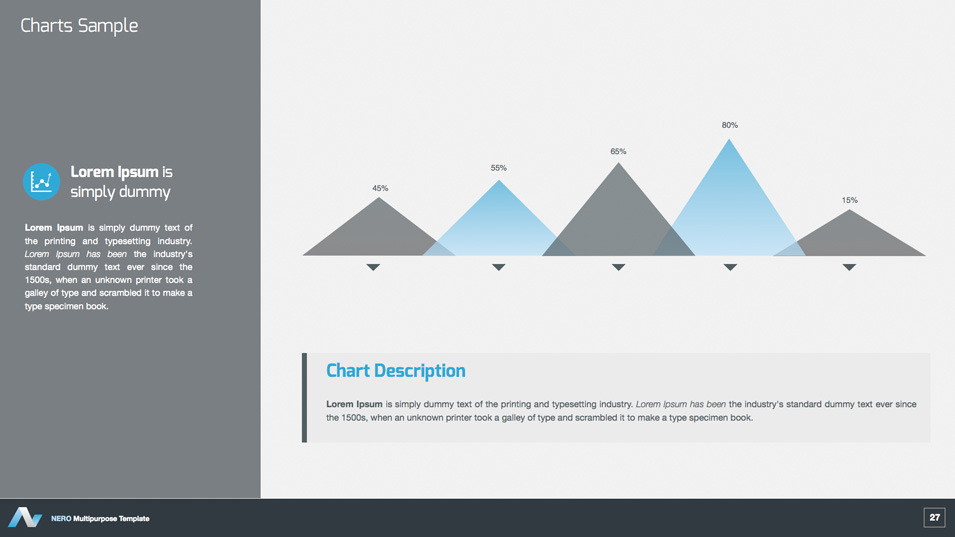 Charts Sample
Lorem Ipsum is
simply dummy
Lorem Ipsum is simply dummy text of
the printing and typesetting industry.
Lorem Ipsum has been the industry's
standard dummy text ever since the
1500s, when an unknown printer took a
galley of type and scrambled it to make a
type specimen book.
45%
55%
65%
80%
15%
Chart Description
Lorem Ipsum is simply dummy text of the printing and typesetting industry. Lorem Ipsum has been the industry's standard dummy text ever since
the 1500s, when an unknown printer took a galley of type and scrambled it to make a type specimen book.
NERO Multipurpose Template
27